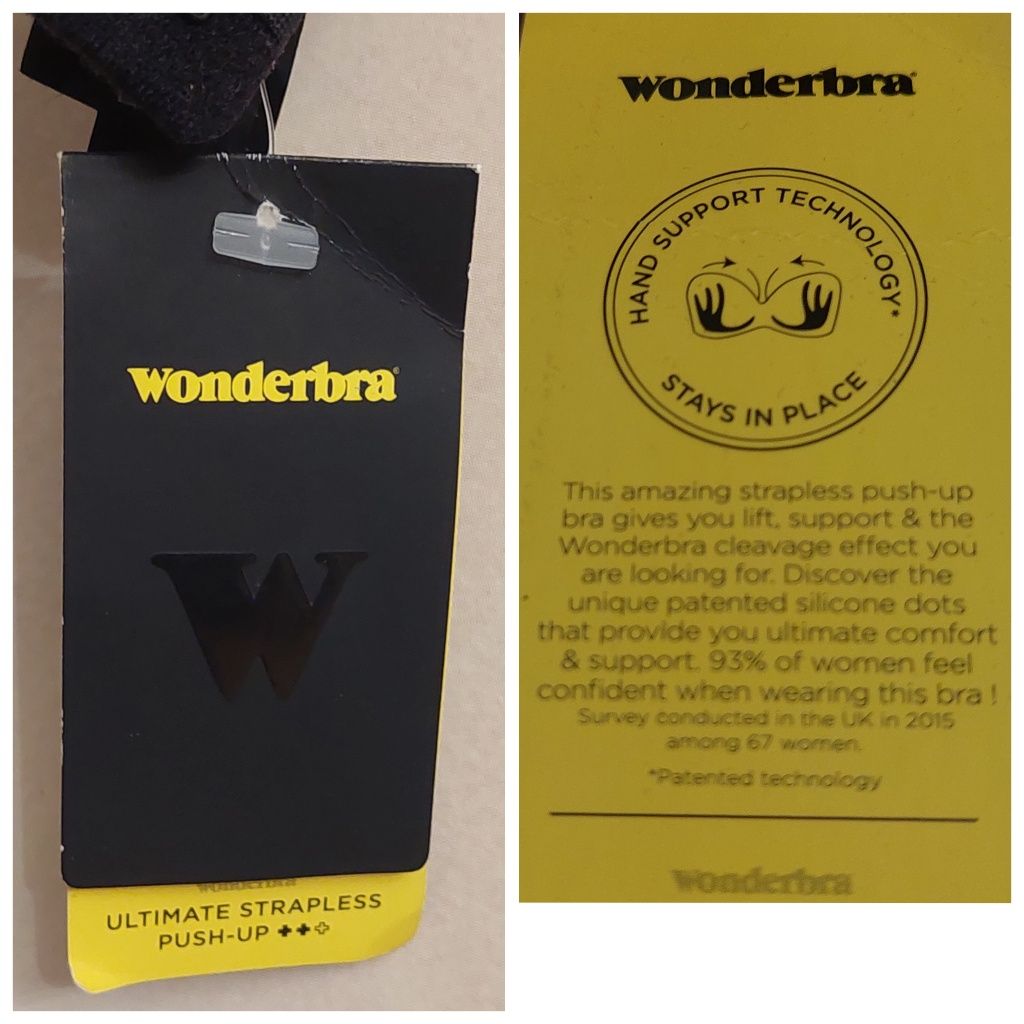 wonderbra
W
wonderbra
ULTIMATE STRAPLESS
PUSH-UP
wonderbra
HAND SUPPORT TECHNOLOGY*
STAYS IN PLACE
This amazing strapless push-up
bra gives you lift, support & the
Wonderbra cleavage effect you
are looking for. Discover the
unique patented silicone dots
that provide you ultimate comfort
& support. 93% of women feel
confident when wearing this bra !
Survey conducted in the UK in 2015
among 67 women.
*Patented technology
wonderbra